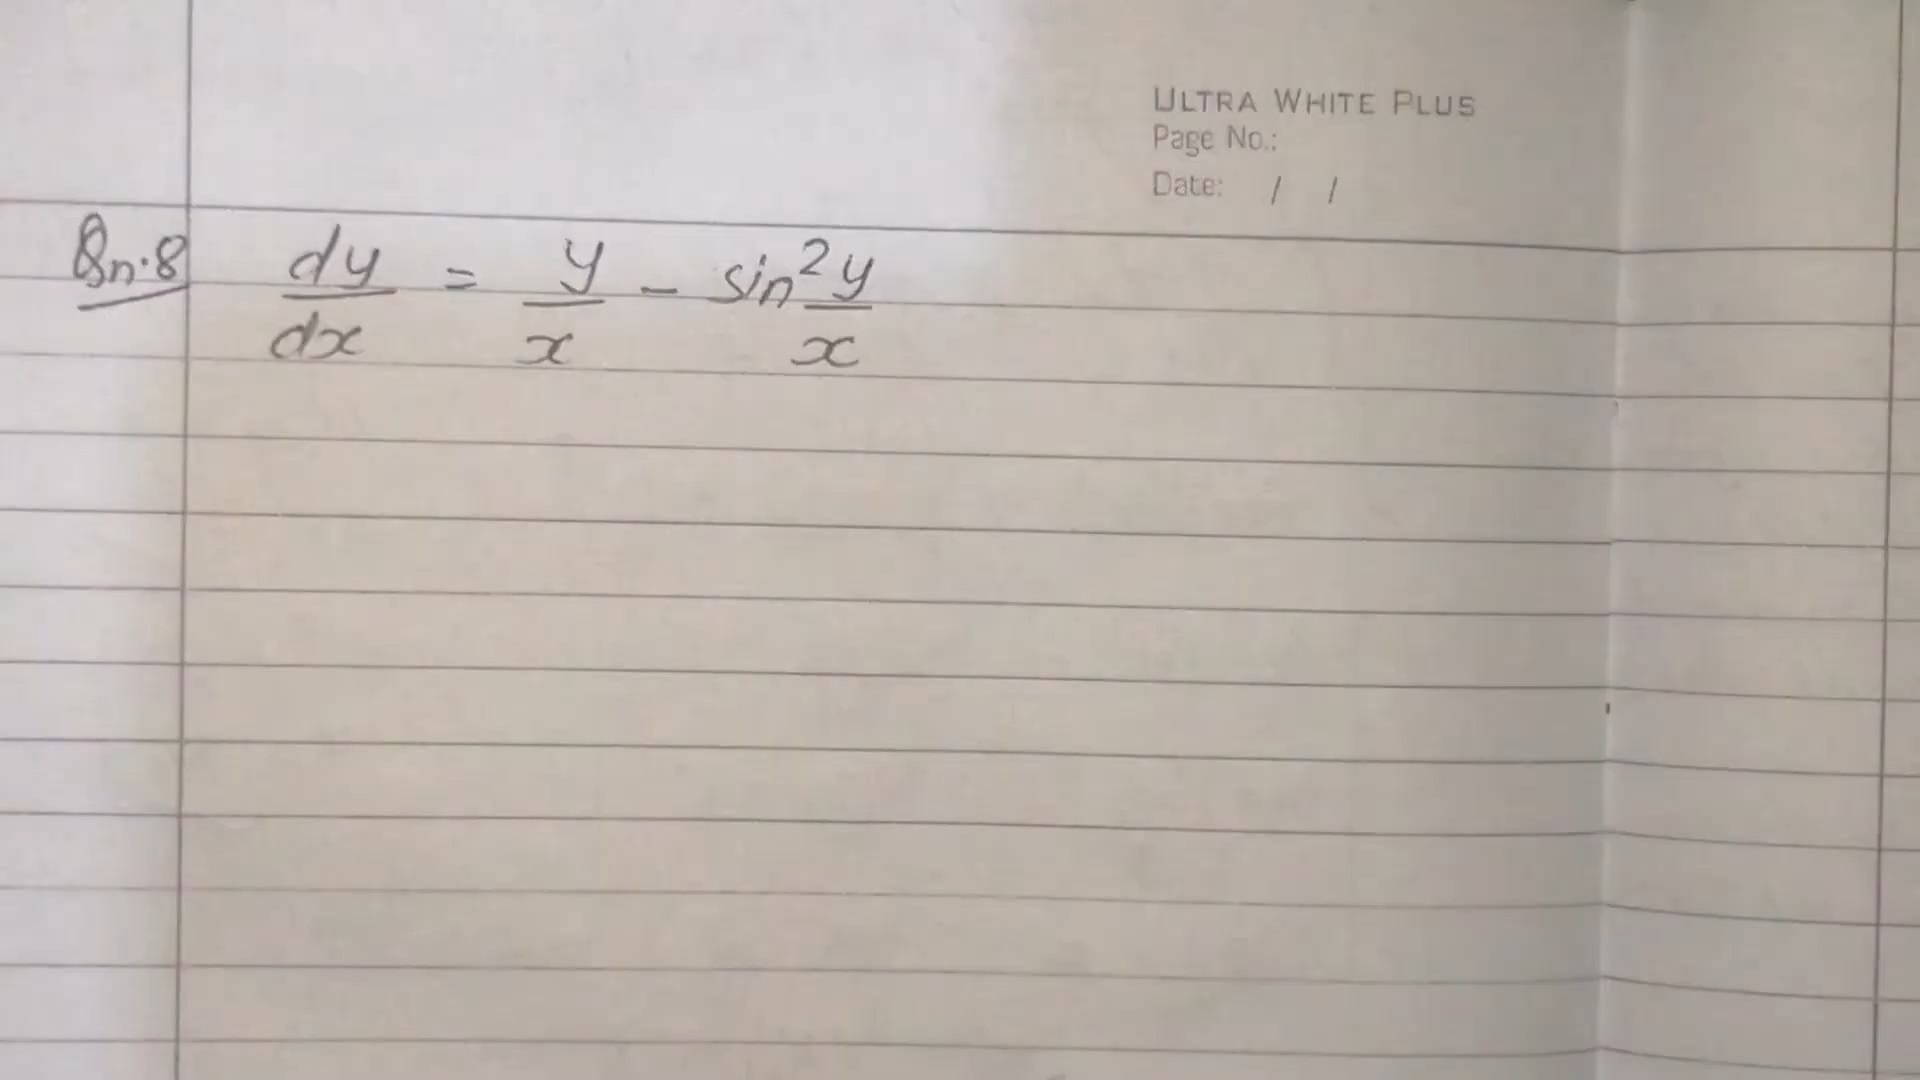 ULTRA WHITE PLUS
Page No.:
Date: / /
Qn.8 dy/dx = y/x - sin² y/x